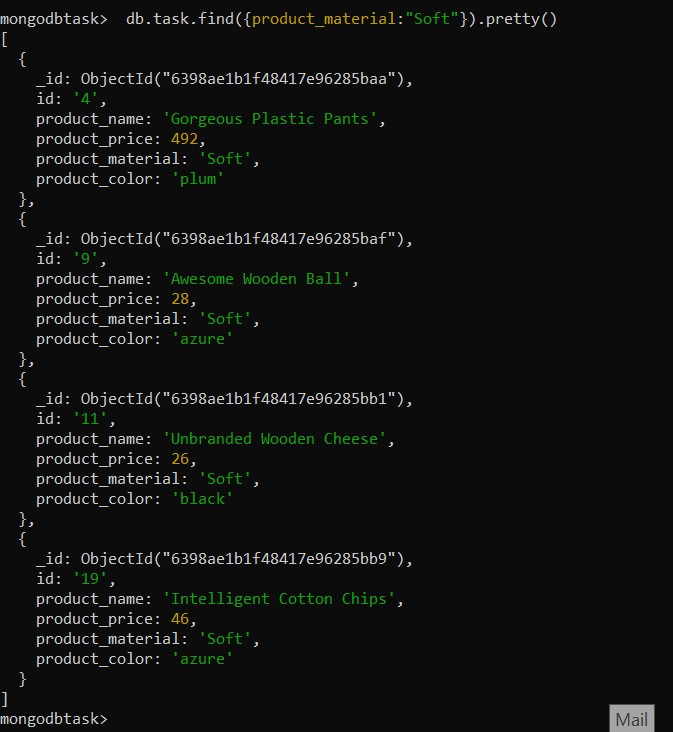 mongodbtask>  db.task.find({product_material:"Soft"}).pretty()
[
  {
    _id: ObjectId("6398ae1b1f48417e96285baa"),
    id: '4',
    product_name: 'Gorgeous Plastic Pants',
    product_price: 492,
    product_material: 'Soft',
    product_color: 'plum'
  },
  {
    _id: ObjectId("6398ae1b1f48417e96285baf"),
    id: '9',
    product_name: 'Awesome Wooden Ball',
    product_price: 28,
    product_material: 'Soft',
    product_color: 'azure'
  },
  {
    _id: ObjectId("6398ae1b1f48417e96285bb1"),
    id: '11',
    product_name: 'Unbranded Wooden Cheese',
    product_price: 26,
    product_material: 'Soft',
    product_color: 'black'
  },
  {
    _id: ObjectId("6398ae1b1f48417e96285bb9"),
    id: '19',
    product_name: 'Intelligent Cotton Chips',
    product_price: 46,
    product_material: 'Soft',
    product_color: 'azure'
  }
]
mongodbtask>
Mail